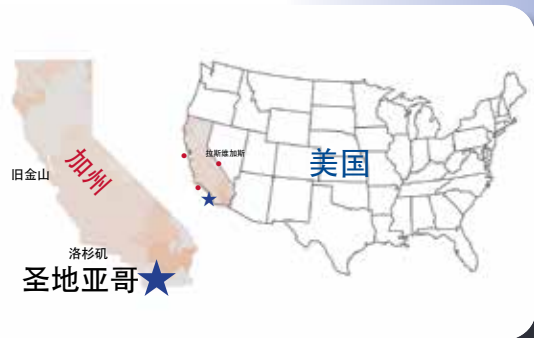 加州
旧金山
洛杉矶
圣地亚哥
拉斯维加斯
美国